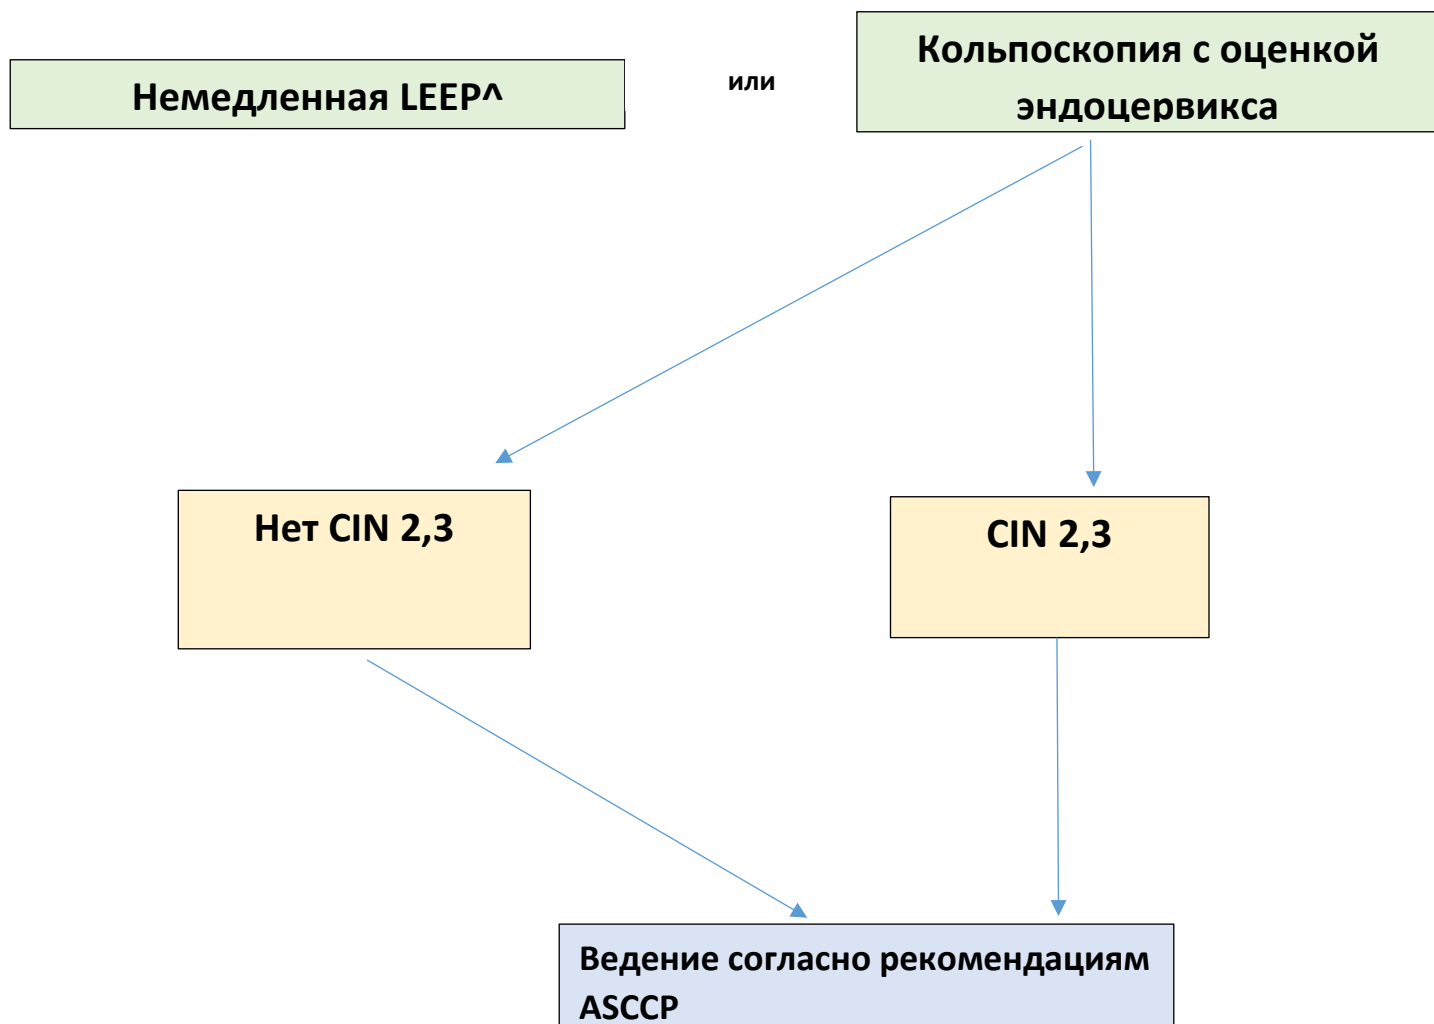 Немедленная LEEP^
или
Кольпоскопия с оценкой
эндоцервикса
Нет CIN 2,3
CIN 2,3
Ведение согласно рекомендациям
ASCCP